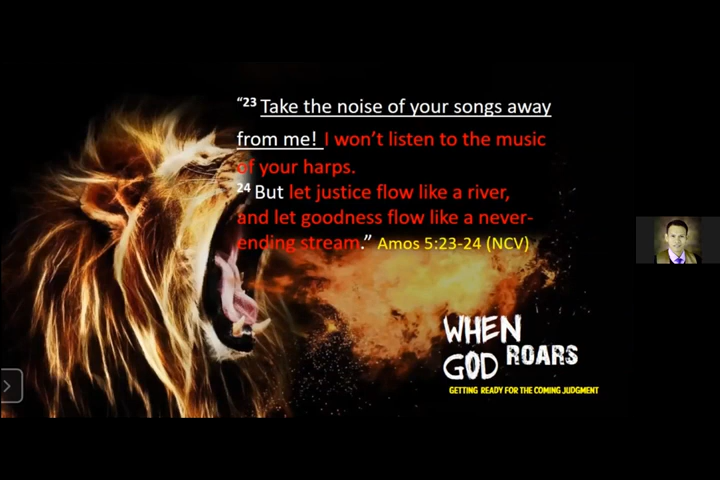 “23 Take the noise of your songs away
from me! I won’t listen to the music
of your harps.
24 But let justice flow like a river,
and let goodness flow like a never-
ending stream.” Amos 5:23-24 (NCV)
WHEN
GOD ROARS
GETTING READY FOR THE COMING JUDGMENT